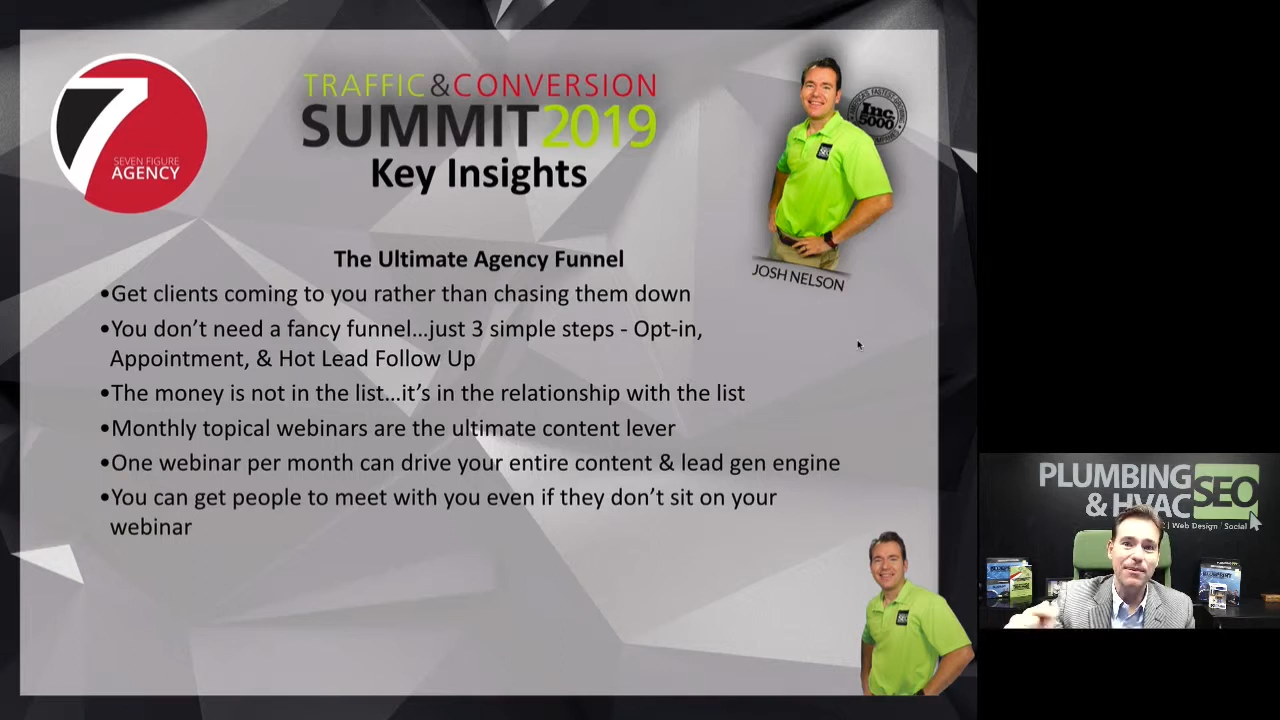 TRAFFIC&CONVERSION
SUMMIT2019
Key Insights
7
SEVEN FIGURE
AGENCY
Inc.
5000
SEO
JOSH NELSON
The Ultimate Agency Funnel
•Get clients coming to you rather than chasing them down
•You don’t need a fancy funnel...just 3 simple steps - Opt-in,
Appointment, & Hot Lead Follow Up
•The money is not in the list...it’s in the relationship with the list
•Monthly topical webinars are the ultimate content lever
•One webinar per month can drive your entire content & lead gen engine
•You can get people to meet with you even if they don’t sit on your
webinar
SEO
PLUMBING
& HVAC SEO
| Web Design | Social
BLUEPRINT